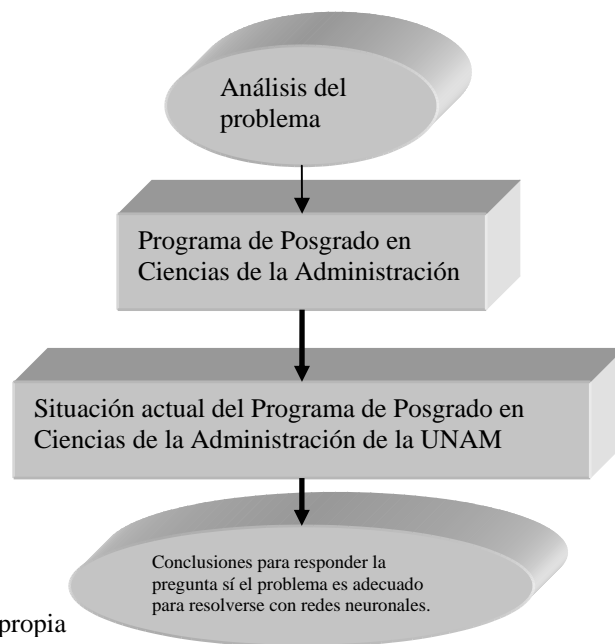 Análisis del
problema
Programa de Posgrado en
Ciencias de la Administración
Situación actual del Programa de Posgrado en
Ciencias de la Administración de la UNAM
Conclusiones para responder la
pregunta sí el problema es adecuado
para resolverse con redes neuronales.
propia